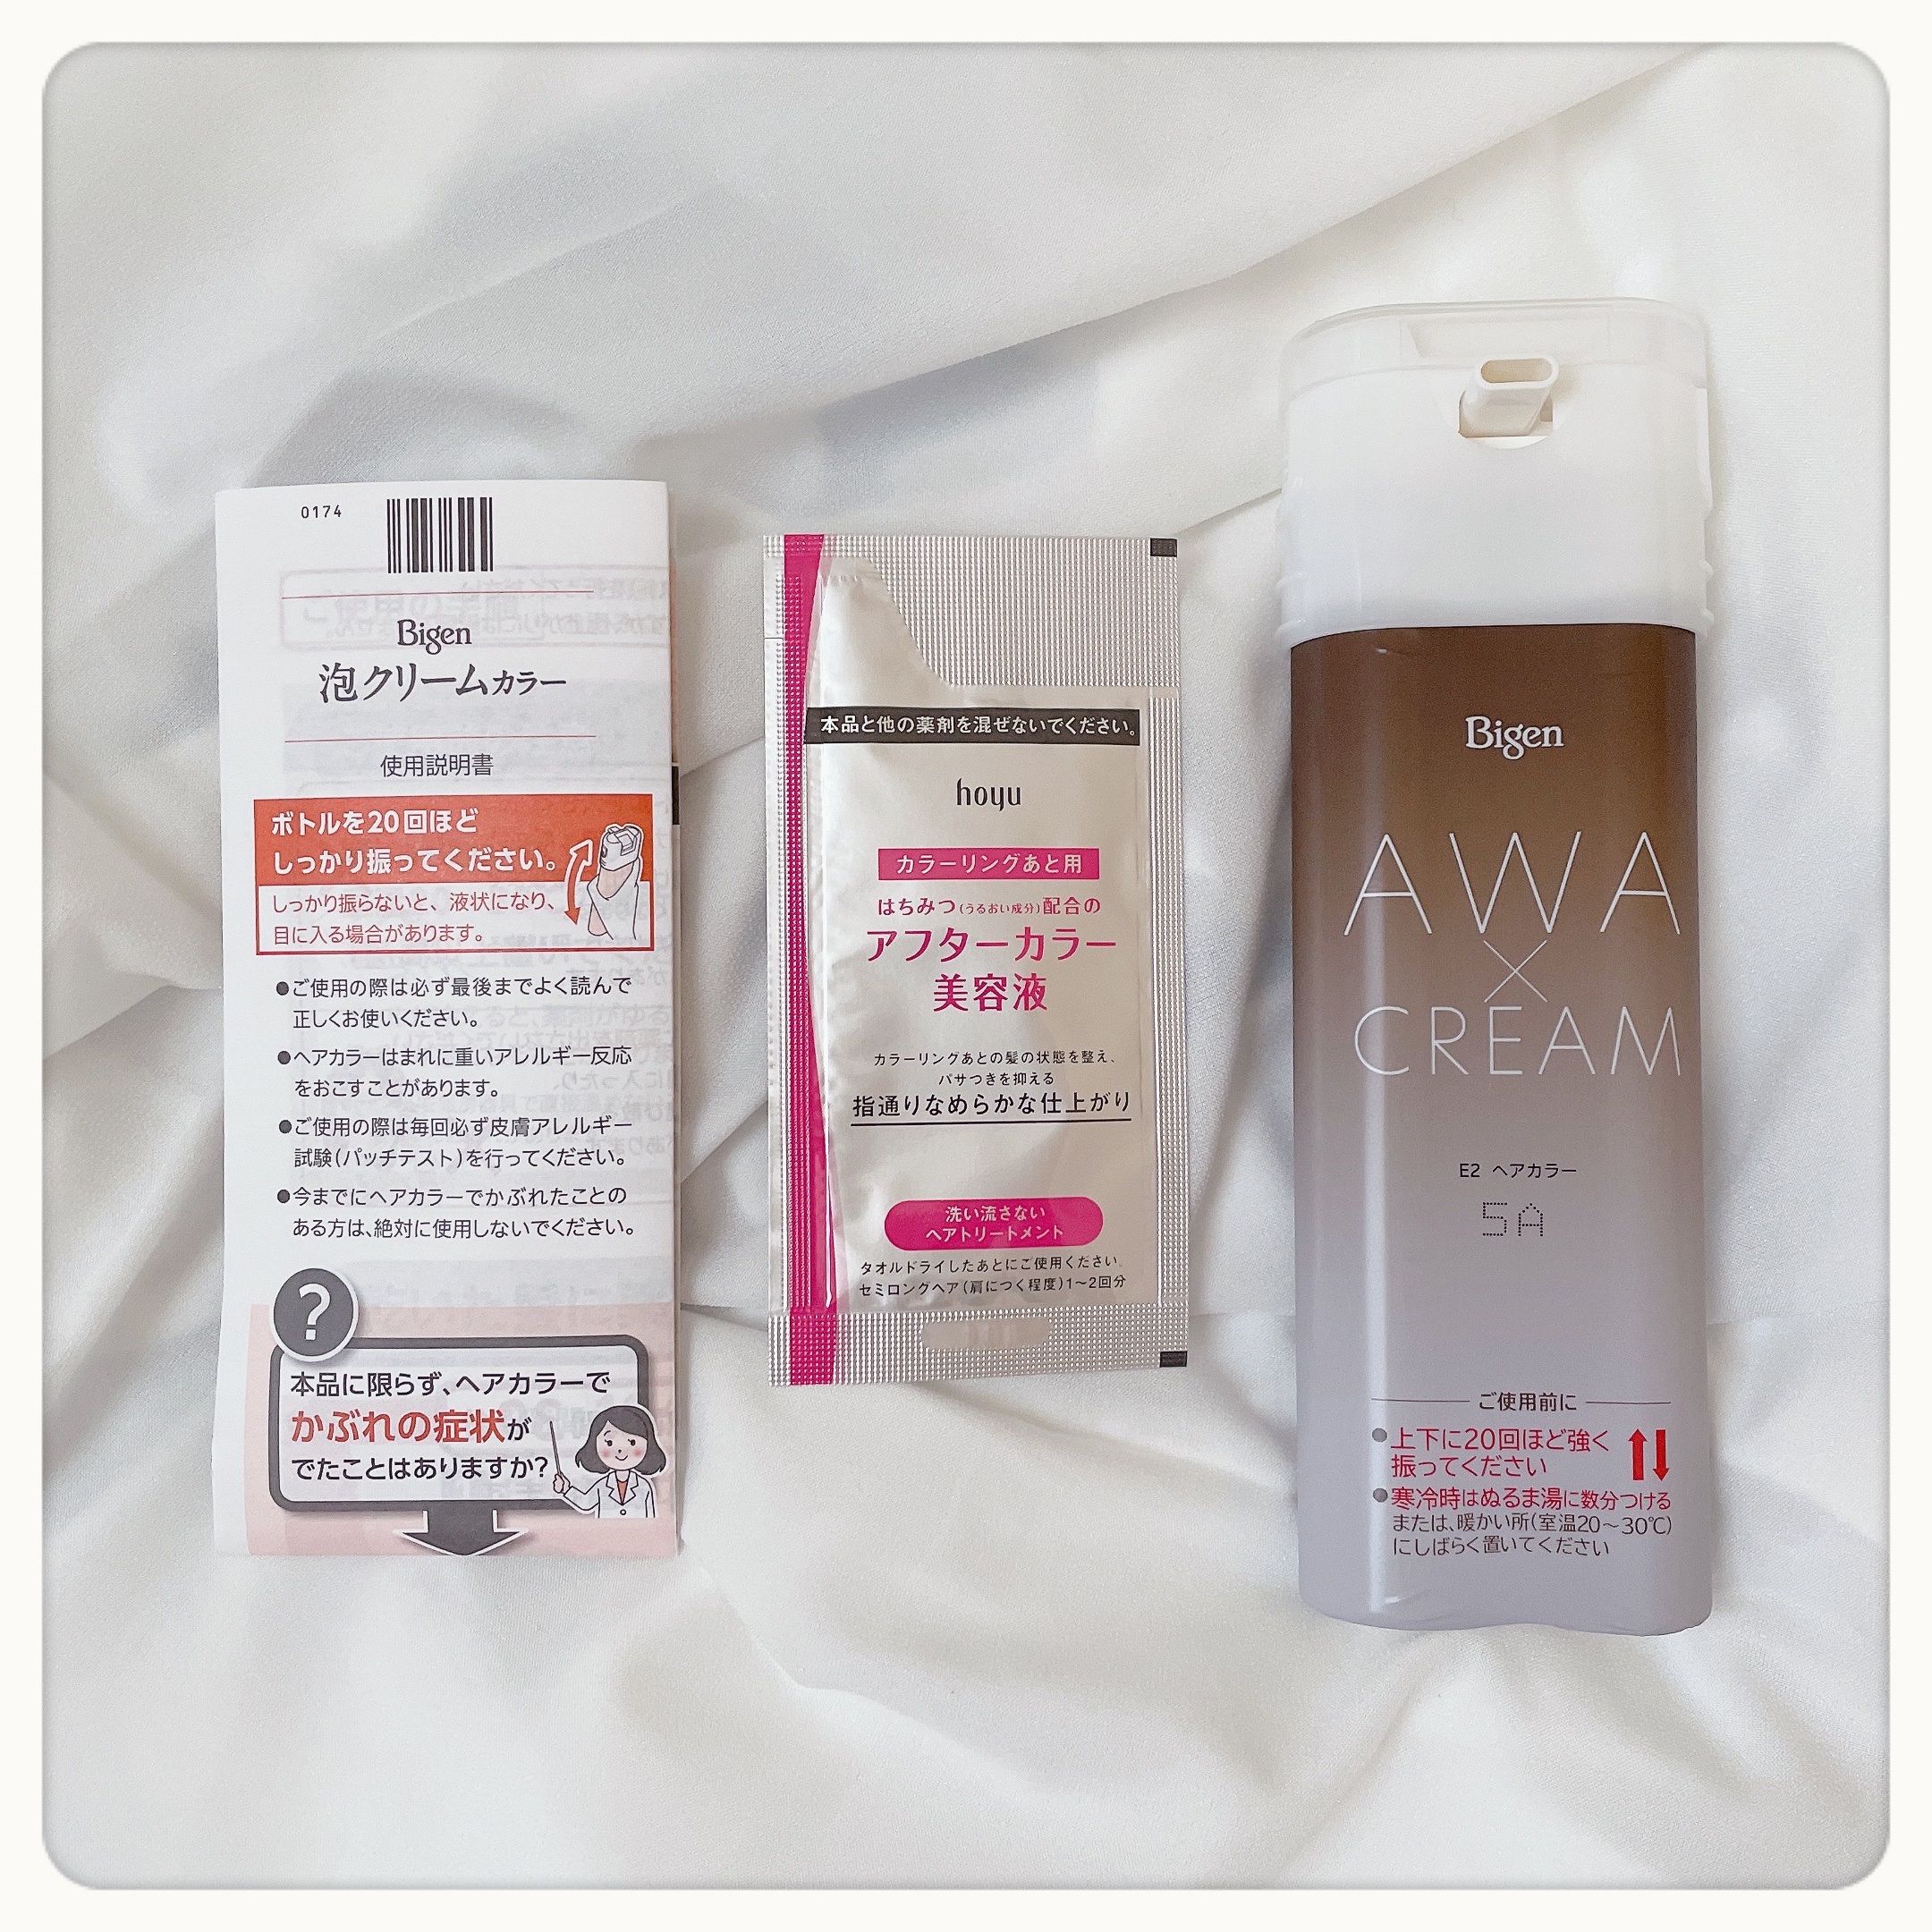 0174
Bigen
泡クリームカラー
使用説明書
ボトルを20回ほど
しっかり振ってください。
しっかり振らないと、液状になり、
目に入る場合があります。
●ご使用の際は必ず最後までよく読んで
正しくお使いください。
●ヘアカラーはまれに重いアレルギー反応
をおこすことがあります。
●ご使用の際は毎回必ず皮膚アレルギー
試験(パッチテスト)を行ってください。
●今までにヘアカラーでかぶれたことの
ある方は、絶対に使用しないでください。
?
本品に限らず、ヘアカラーで
かぶれの症状が
でたことはありますか?
本品と他の薬剤を混ぜないでください。
hoyu
カラーリングあと用
はちみつ(うるおい成分)配合の
アフターカラー
美容液
カラーリングあとの髪の状態を整え、
パサつきを抑える
指通りなめらかな仕上がり
洗い流さない
ヘアトリートメント
タオルドライしたあとにご使用ください。
セミロングヘア(肩につく程度)1〜2回分
Bigen
AWA
×
CREAM
E2 ヘアカラー
5A
ご使用前に
●上下に20回ほど強く
振ってください
●寒冷時はぬるま湯に数分つける
または、暖かい所(室温20〜30℃)
にしばらく置いてください